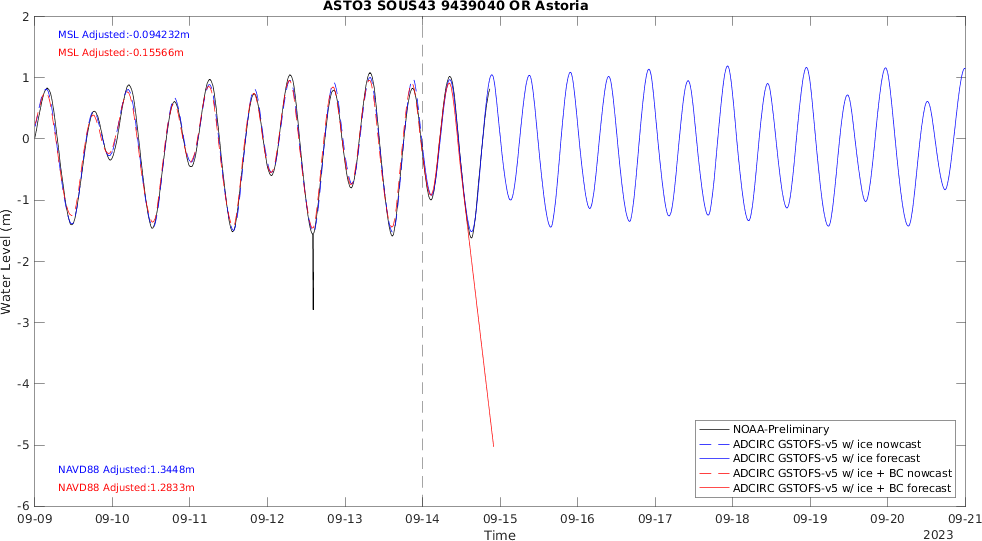 ASTO3 SOUS43 9439040 OR Astoria
MSL Adjusted:-0.094232m
MSL Adjusted:-0.15566m
2
1
0
-1
-2
-3
-4
-5
-6
Water Level (m)
NAVD88 Adjusted:1.3448m
NAVD88 Adjusted:1.2833m
NOAA-Preliminary
ADCIRC GSTOFS-v5 w/ ice nowcast
ADCIRC GSTOFS-v5 w/ ice forecast
ADCIRC GSTOFS-v5 w/ ice + BC nowcast
ADCIRC GSTOFS-v5 w/ ice + BC forecast
09-09 09-10 09-11 09-12 09-13 09-14 09-15 09-16 09-17 09-18 09-19 09-20 09-21
Time
2023